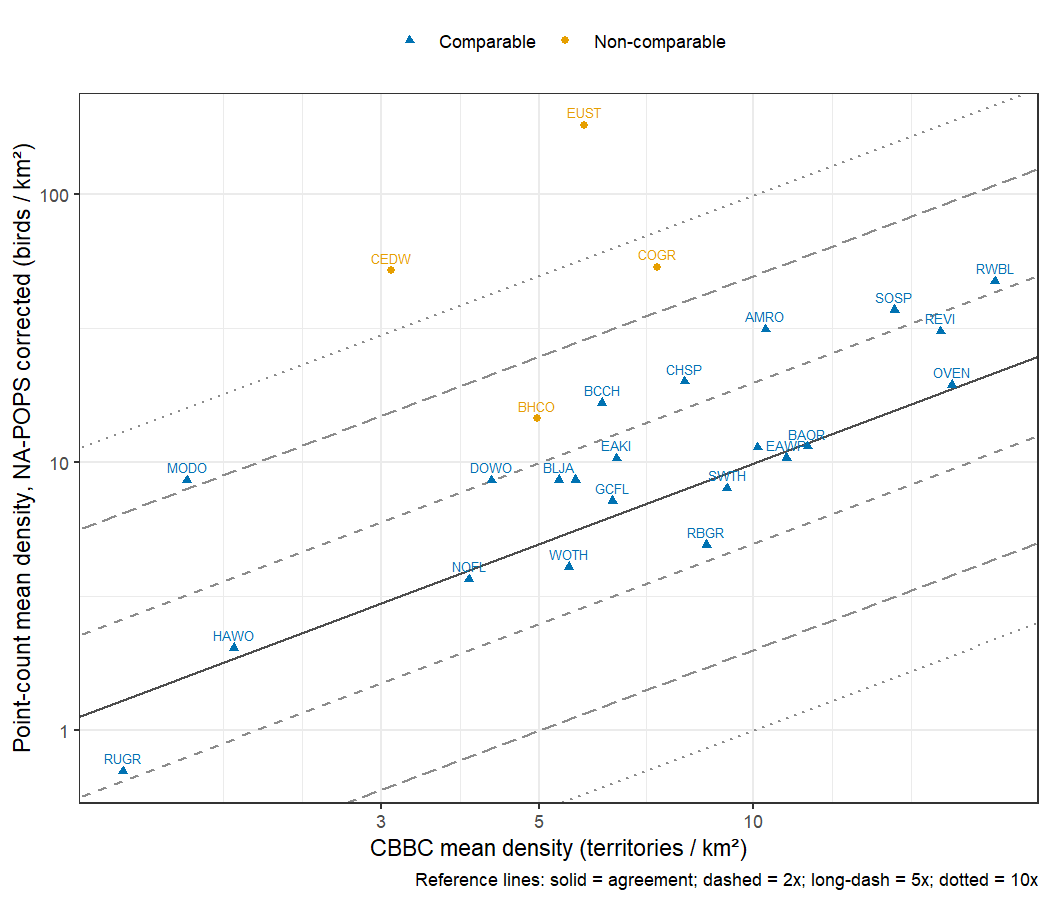 Comparable Non-comparable
Point-count mean density, NA-POPS corrected (birds / km²)
100
10
1
EUST
CEDW
COGR
RWBL
SOSP
REVI
AMRO
OVEN
CHSP
BCCH
BHCO
BAOR
EAKI
EAWP
MODO
DOWO
BLJA
SWTH
GCFL
RBGR
WOTH
NOFL
HAWO
RUGR
3 5 10
CBBC mean density (territories / km²)
Reference lines: solid = agreement; dashed = 2x; long-dash = 5x; dotted = 10x